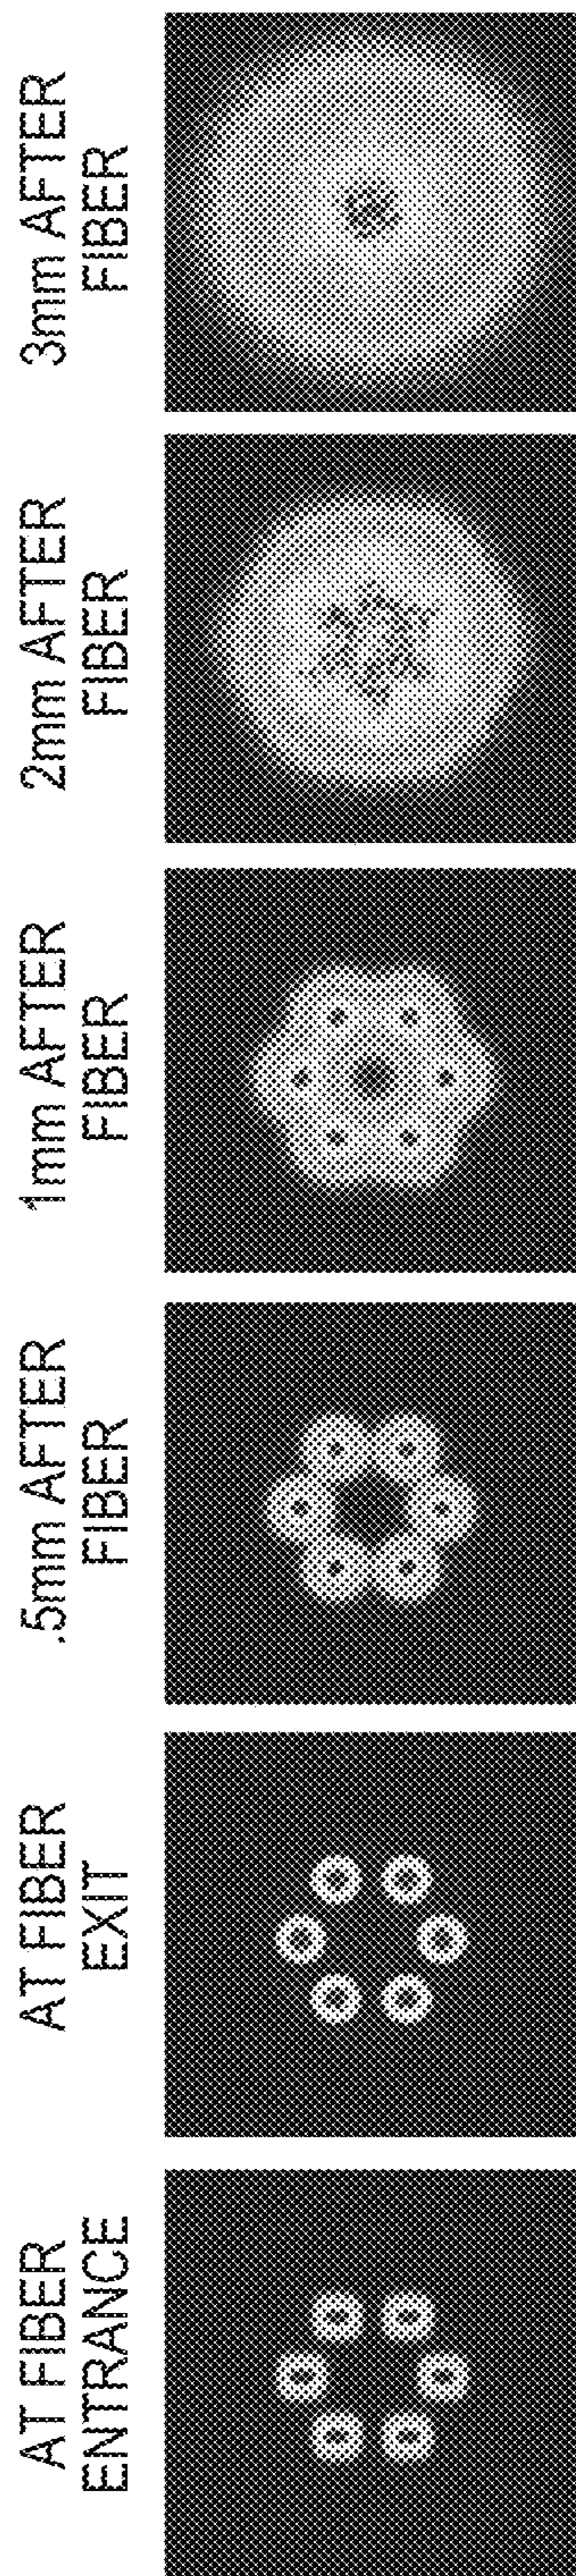 AT FIBER
ENTRANCE
AT FIBER
EXIT
.5mm AFTER
FIBER
1mm AFTER
FIBER
2mm AFTER
FIBER
3mm AFTER
FIBER